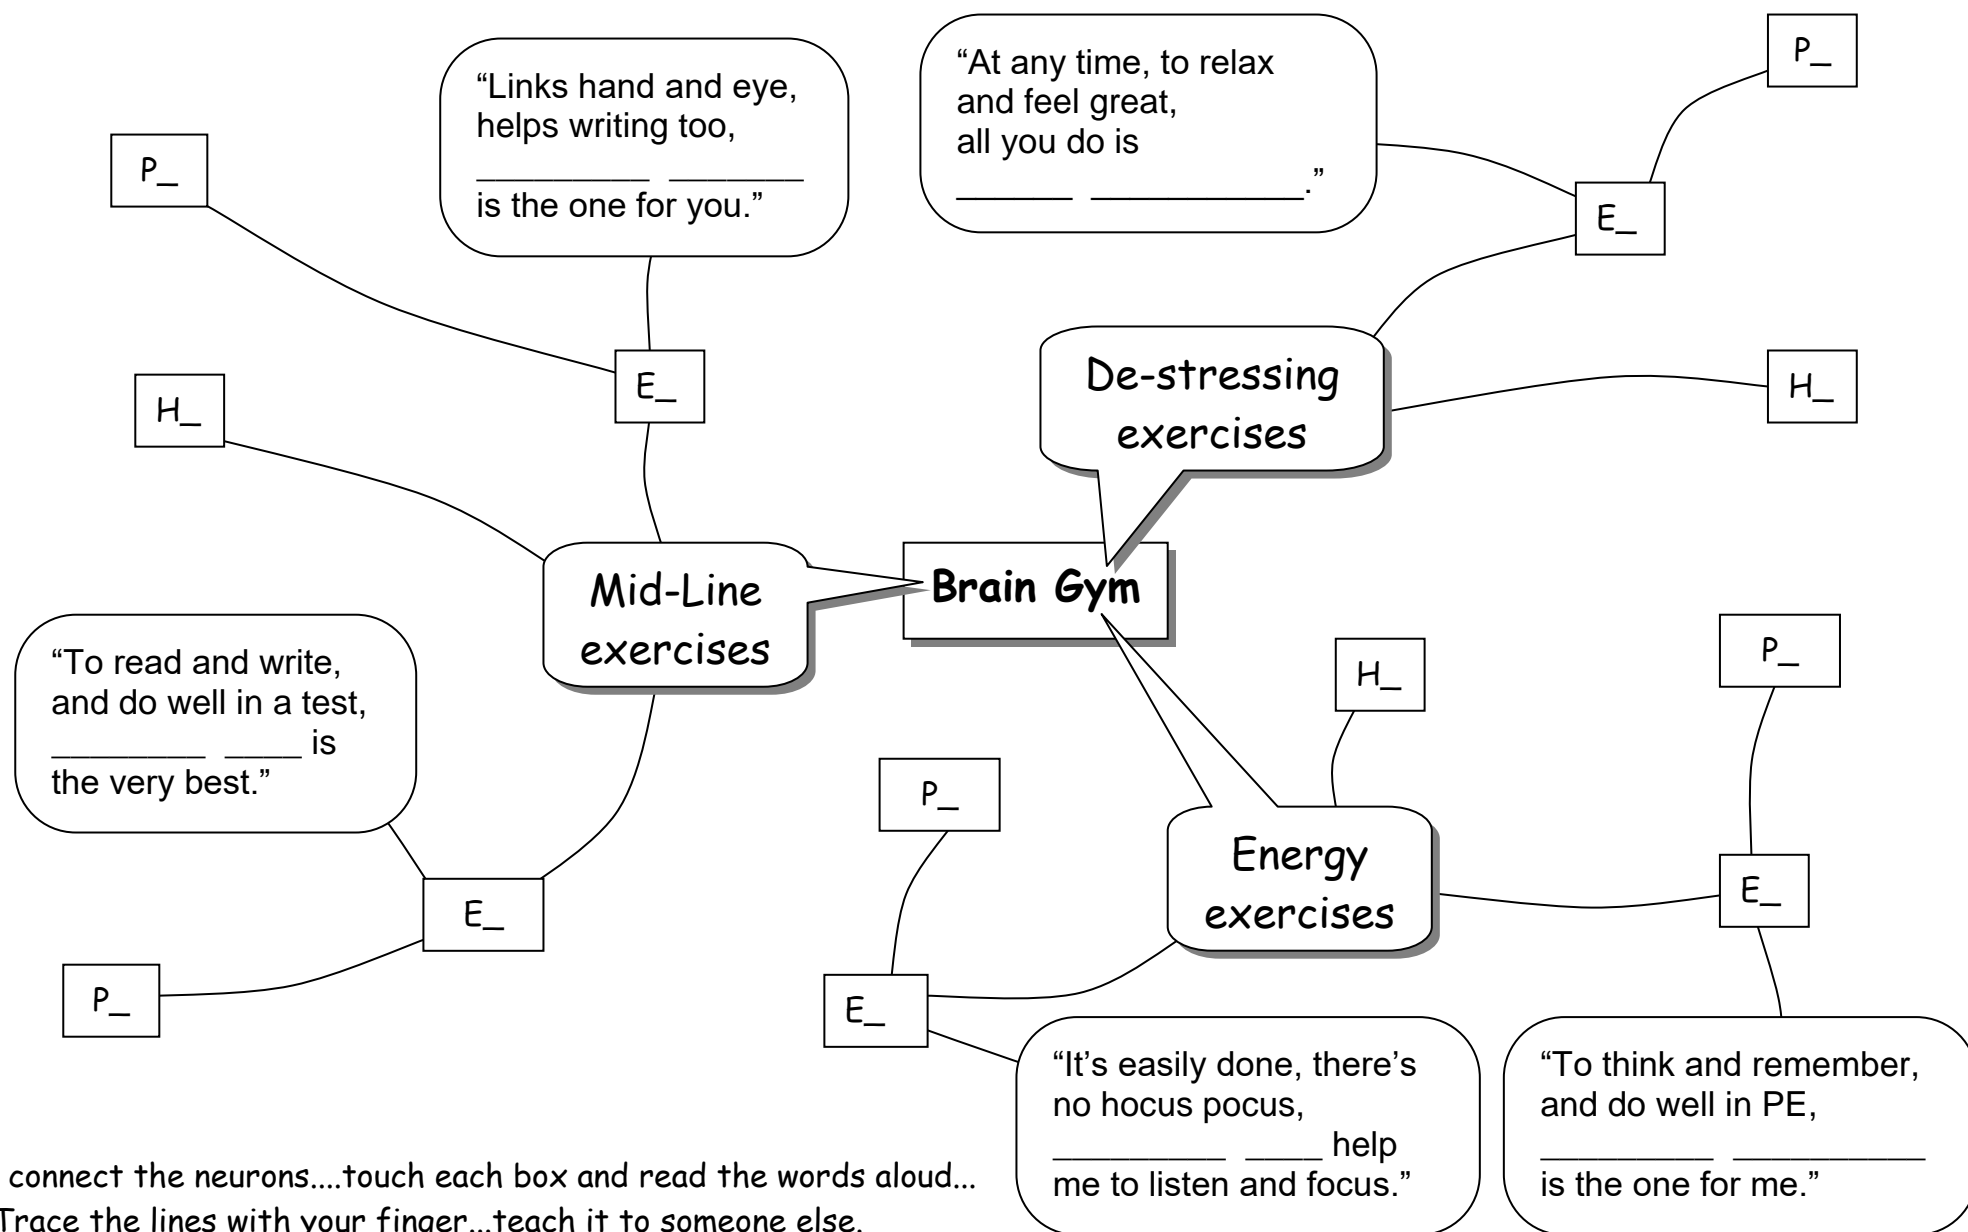 “Links hand and eye,
helps writing too,
_________ _______
is the one for you.”
“At any time, to relax
and feel great,
all you do is
______ ___________.”
P_
P_
E_
E_
H_
H_
De-stressing
exercises
Mid-Line
exercises
Brain Gym
“To read and write,
and do well in a test,
________ ____ is
the very best.”
H_
P_
P_
Energy
exercises
E_
E_
P_
E_
“It’s easily done, there’s
no hocus pocus,
_________ ____ help
me to listen and focus.”
“To think and remember,
and do well in PE,
_________ __________
is the one for me.”
connect the neurons....touch each box and read the words aloud...
Trace the lines with your finger...teach it to someone else.